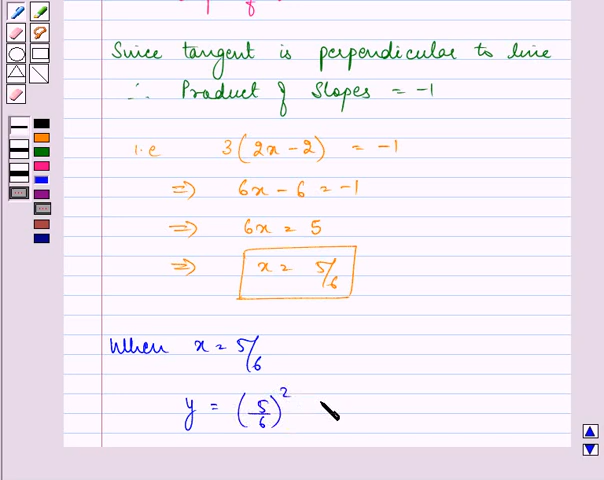 Since tangent is perpendicular to line
∴ Product of Slopes = -1
i.e 3(2x - 2) = -1
⇒ 6x - 6 = -1
⇒ 6x = 5
⇒ x = 5/6
When x = 5/6
y = (5/6)²